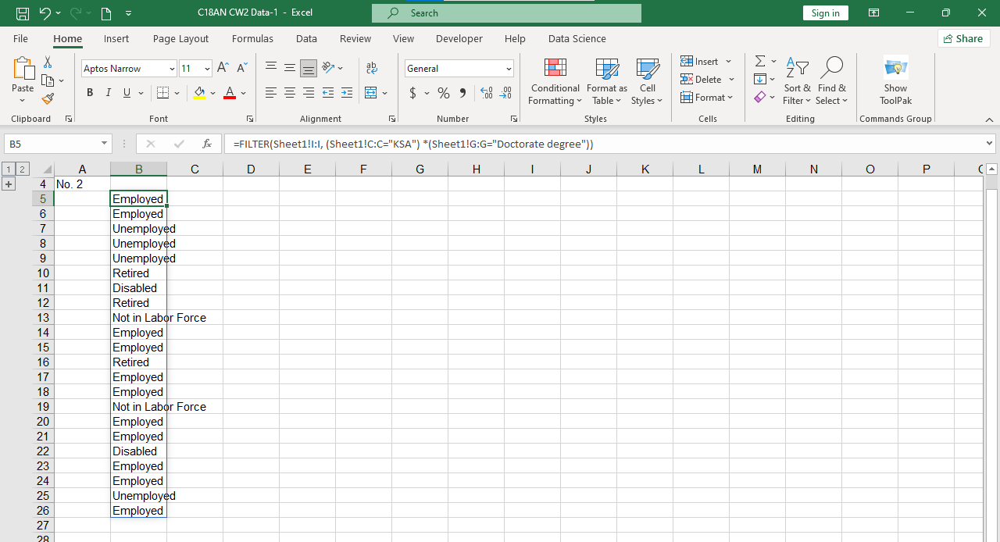 C18AN CW2 Data-1 - Excel
Search
Sign in
File Home Insert Page Layout Formulas Data Review View Developer Help Data Science
Share
Paste
Clipboard
Aptos Narrow 11
B I U A
Font
ab
Alignment
General
$ % 9
Number
Conditional Formatting
Format as Table
Cell Styles
Styles
Insert
Delete
Format
Cells
Sort & Filter
Find & Select
Editing
Show ToolPak
Commands Group
B5
fx
=FILTER(Sheet1!I:I, (Sheet1!C:C="KSA") *(Sheet1!G:G="Doctorate degree"))
1 2
A B C D E F G H I J K L M N O P
4 No. 2
5 Employed
6 Employed
7 Unemployed
8 Unemployed
9 Unemployed
10 Retired
11 Disabled
12 Retired
13 Not in Labor Force
14 Employed
15 Employed
16 Retired
17 Employed
18 Employed
19 Not in Labor Force
20 Employed
21 Employed
22 Disabled
23 Employed
24 Employed
25 Unemployed
26 Employed
27
28